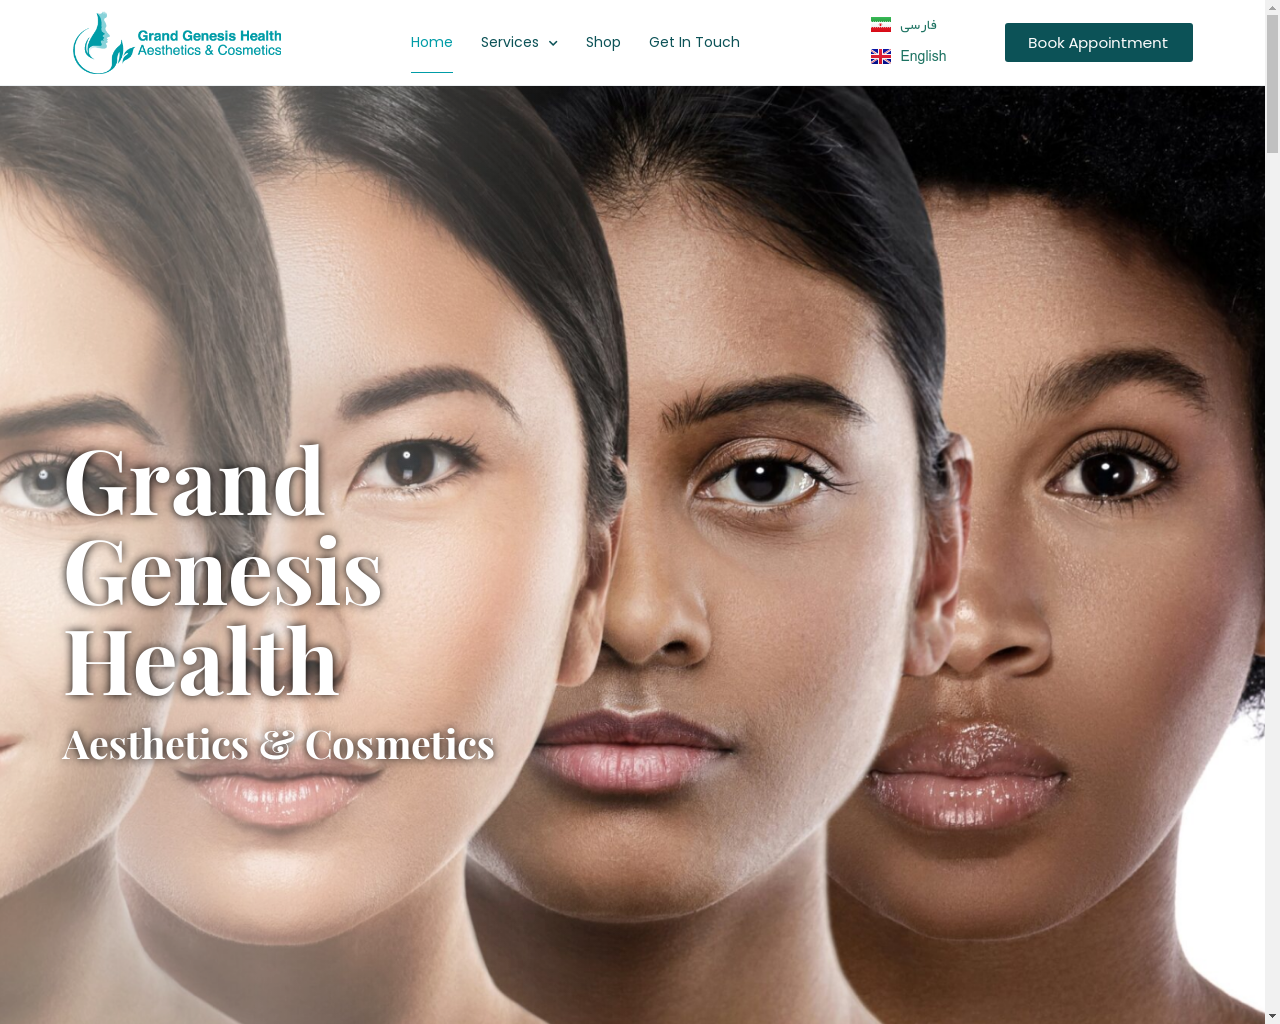 Grand Genesis Health
Aesthetics & Cosmetics
Home
Services
Shop
Get In Touch
فارسی
English
Book Appointment
Grand
Genesis
Health
Aesthetics & Cosmetics